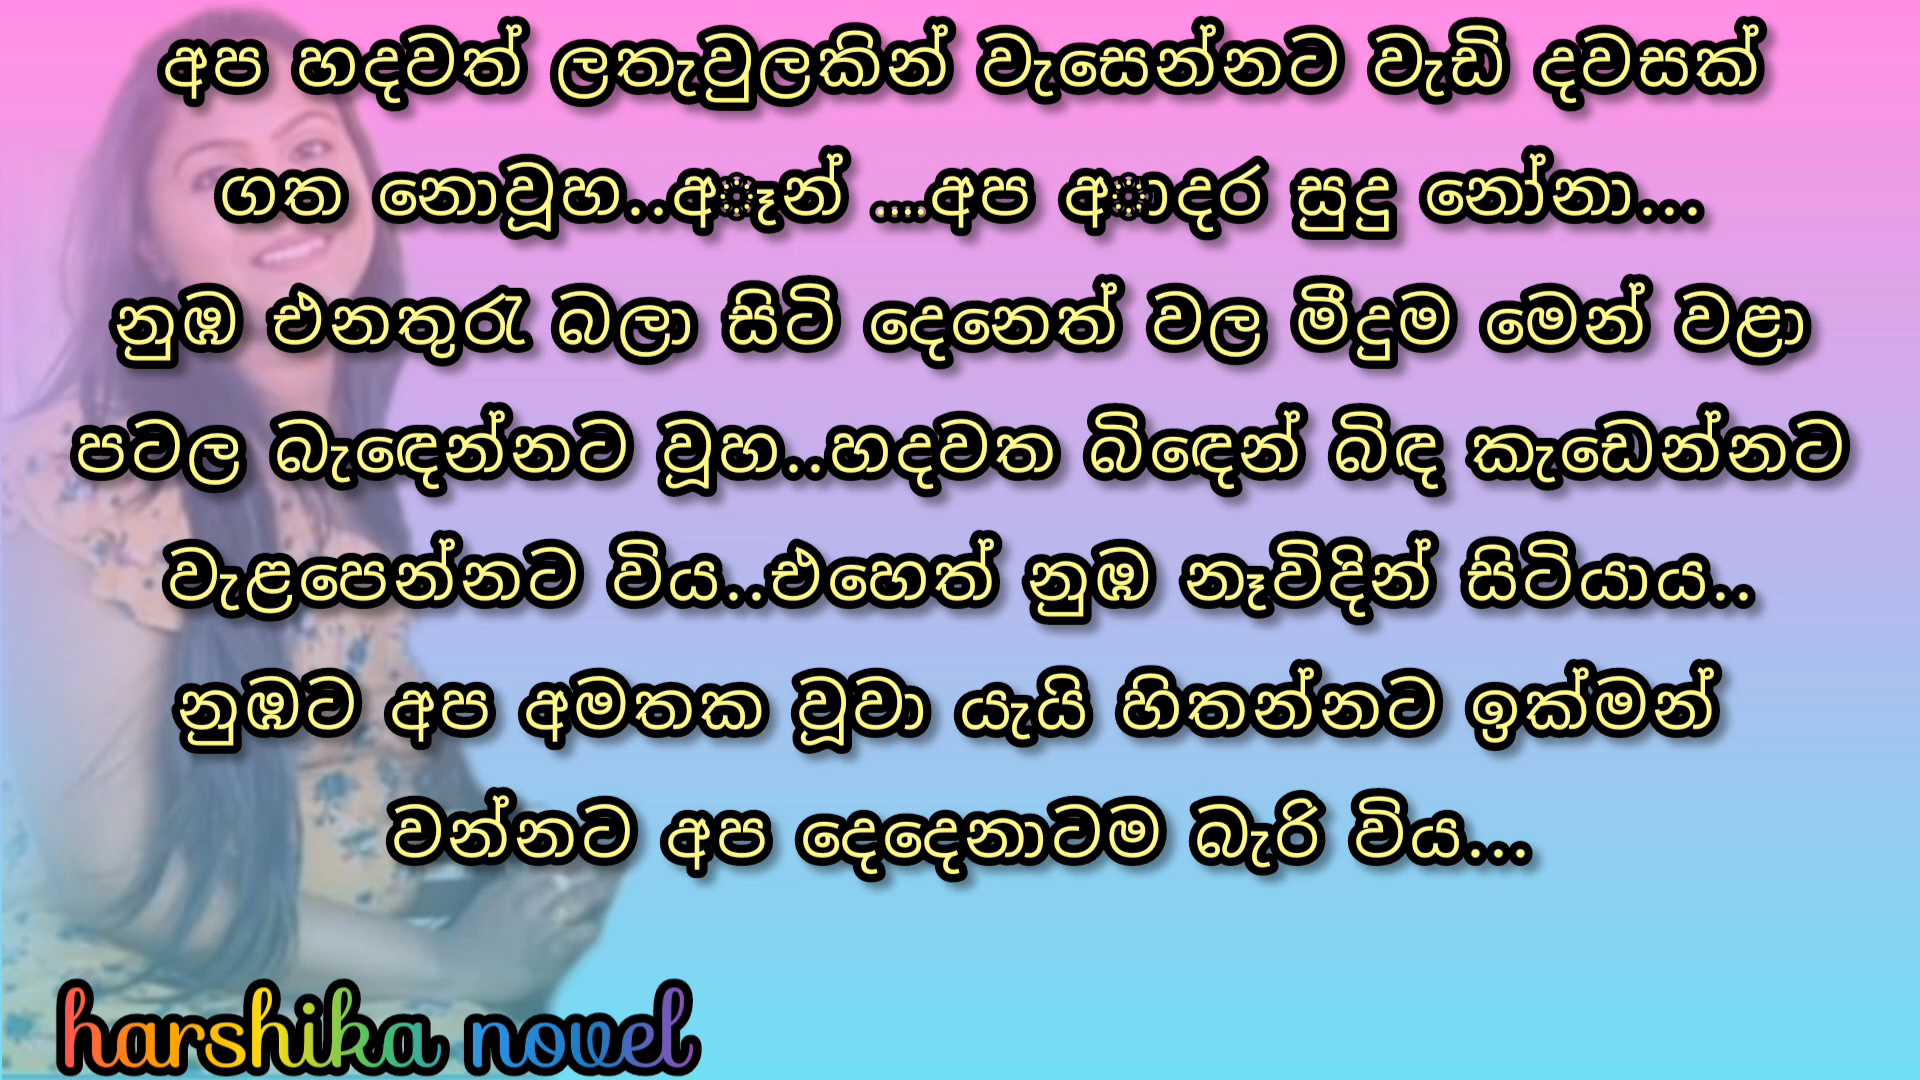 අප හදවත් ලතැවුලකින් වැසෙන්නට වැඩි දවසක්
ගත නොවූහ..අෑන් ....අප අාදර සුදු නෝනා...
නුඹ එනතුරැ බලා සිටි දෙනෙත් වල මීදුම මෙන් වළා
පටල බැඳෙන්නට වූහ..හදවත බිඳෙන් බිඳ කැඩෙන්නට
වැළපෙන්නට විය..එහෙත් නුඹ නෑවිදින් සිටියාය..
නුඹට අප අමතක වූවා යැයි හිතන්නට ඉක්මන්
වන්නට අප දෙදෙනාටම බැරි විය...
harshika novel